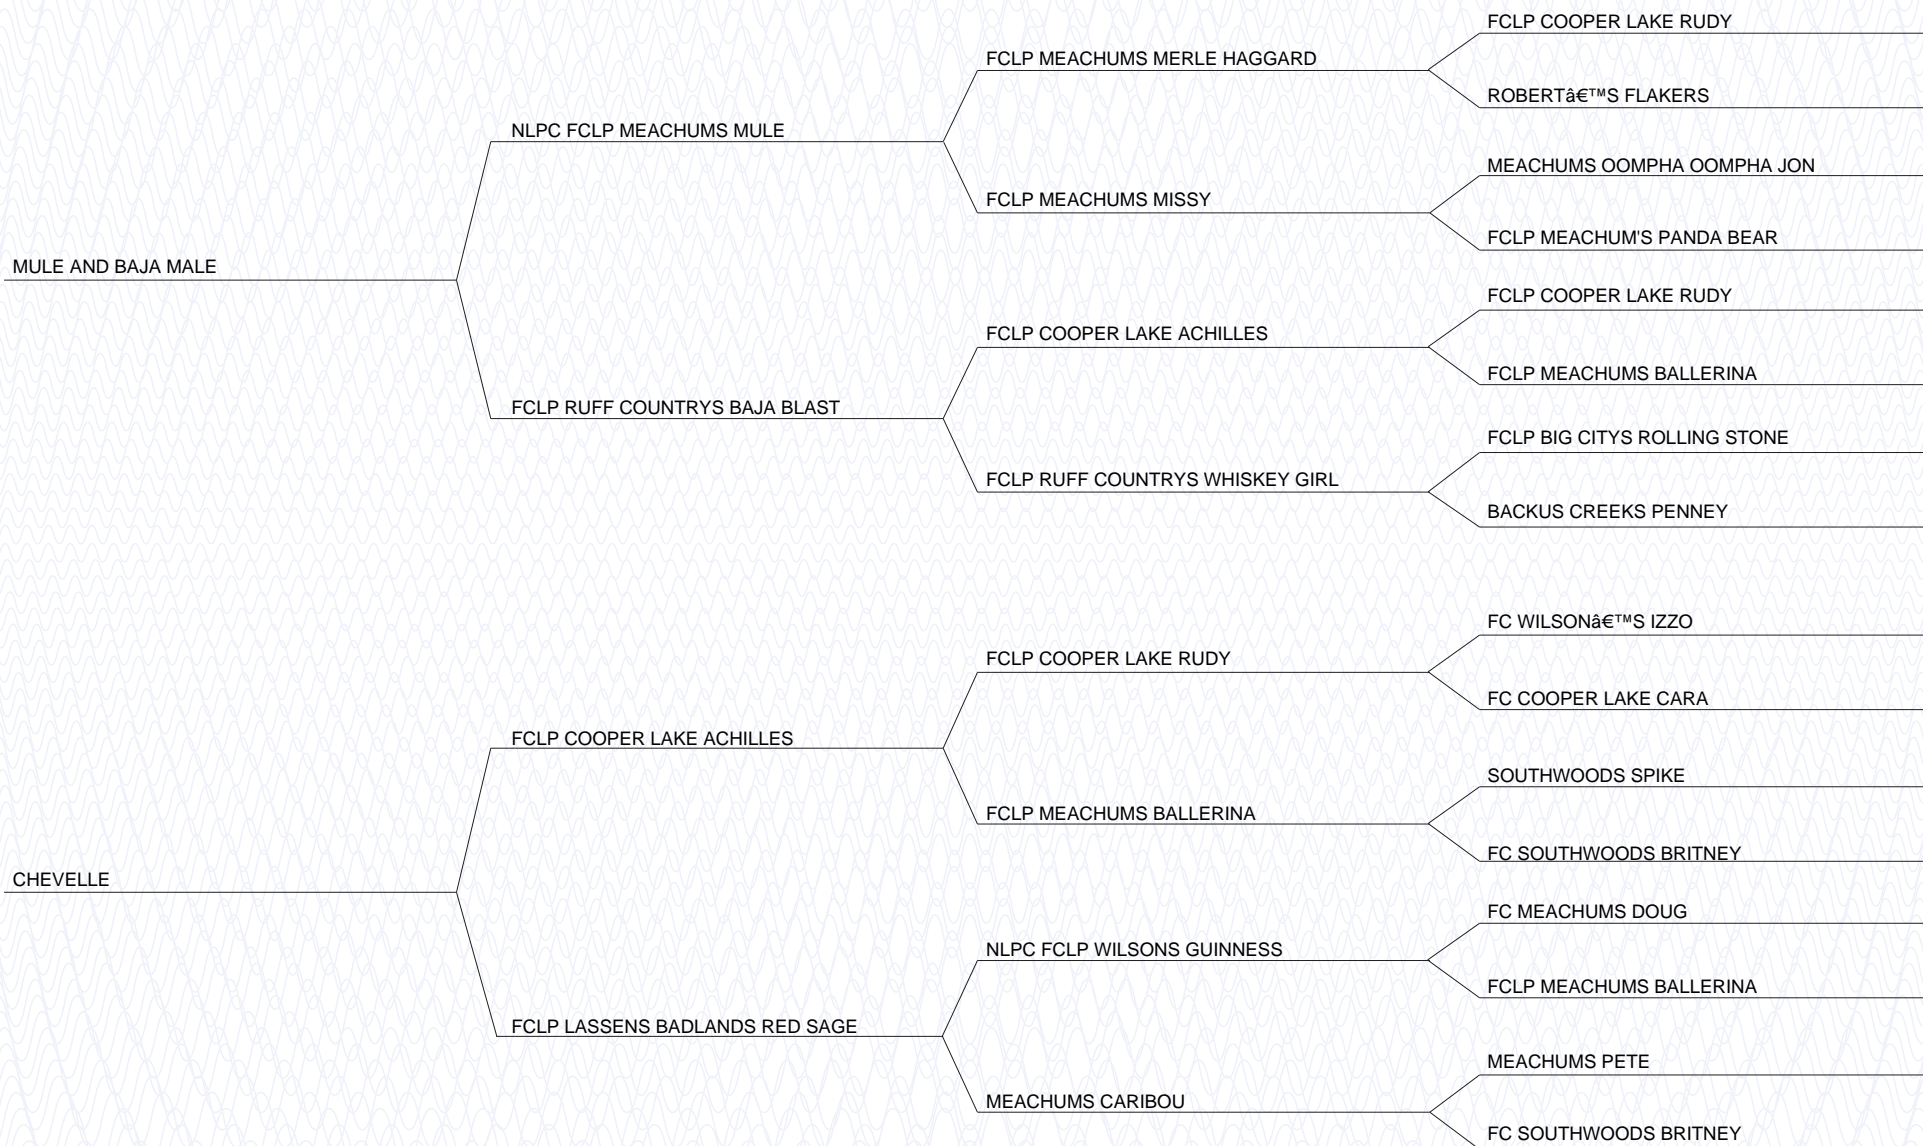 FCLP COOPER LAKE RUDY
FCLP MEACHUMS MERLE HAGGARD
ROBERTâ€™S FLAKERS
NLPC FCLP MEACHUMS MULE
MEACHUMS OOMPHA OOMPHA JON
FCLP MEACHUMS MISSY
FCLP MEACHUM'S PANDA BEAR
MULE AND BAJA MALE
FCLP COOPER LAKE RUDY
FCLP COOPER LAKE ACHILLES
FCLP MEACHUMS BALLERINA
FCLP RUFF COUNTRYS BAJA BLAST
FCLP BIG CITYS ROLLING STONE
FCLP RUFF COUNTRYS WHISKEY GIRL
BACKUS CREEKS PENNEY
FC WILSONâ€™S IZZO
FCLP COOPER LAKE RUDY
FC COOPER LAKE CARA
FCLP COOPER LAKE ACHILLES
SOUTHWOODS SPIKE
FCLP MEACHUMS BALLERINA
FC SOUTHWOODS BRITNEY
CHEVELLE
FC MEACHUMS DOUG
NLPC FCLP WILSONS GUINNESS
FCLP MEACHUMS BALLERINA
FCLP LASSENS BADLANDS RED SAGE
MEACHUMS PETE
MEACHUMS CARIBOU
FC SOUTHWOODS BRITNEY